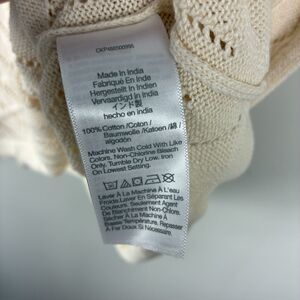 Made In India
Fabriqué En Inde
Hergestellt In Indien
Vervaardigd In India
インド製
hecho en india
100% Cotton /Coton /
Baumwolle /Katoen /綿 /
algodón
Machine Wash Cold With Like
Colors, Non-Chlorine Bleach
Only. Tumble Dry Low. Iron
On Lowest Setting.
Laver À La Machine À L'eau
Froide.Laver En Séparant Les
Couleurs. Seulement Agent
De Blanchiment Non-Chlor.
Sécher À La Machine À
Basse Température. Repasser
À Fer Doux Si Nécessaire.